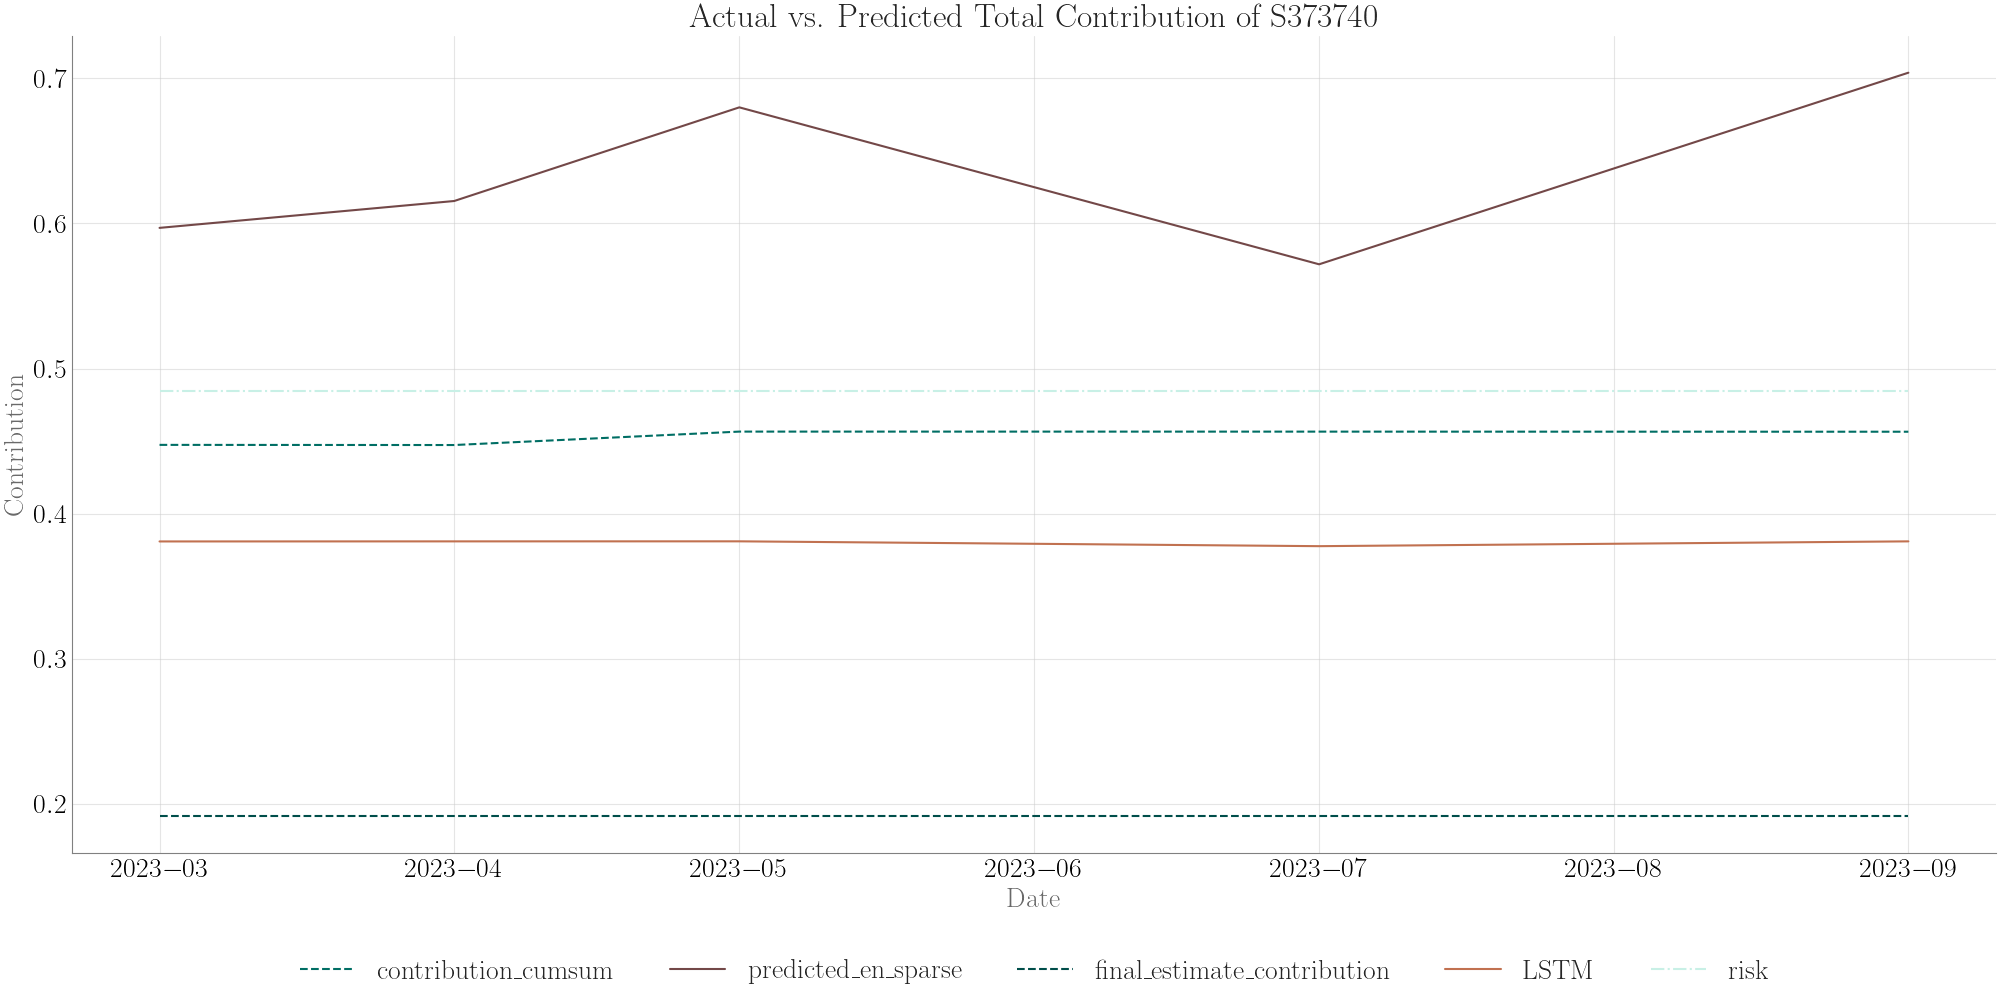 Actual vs. Predicted Total Contribution of S373740
0.7
0.6
0.5
0.4
0.3
0.2
Contribution
2023–03 2023–04 2023–05 2023–06 2023–07 2023–08 2023–09
Date
contribution_cumsum predicted_en_sparse final_estimate_contribution LSTM risk